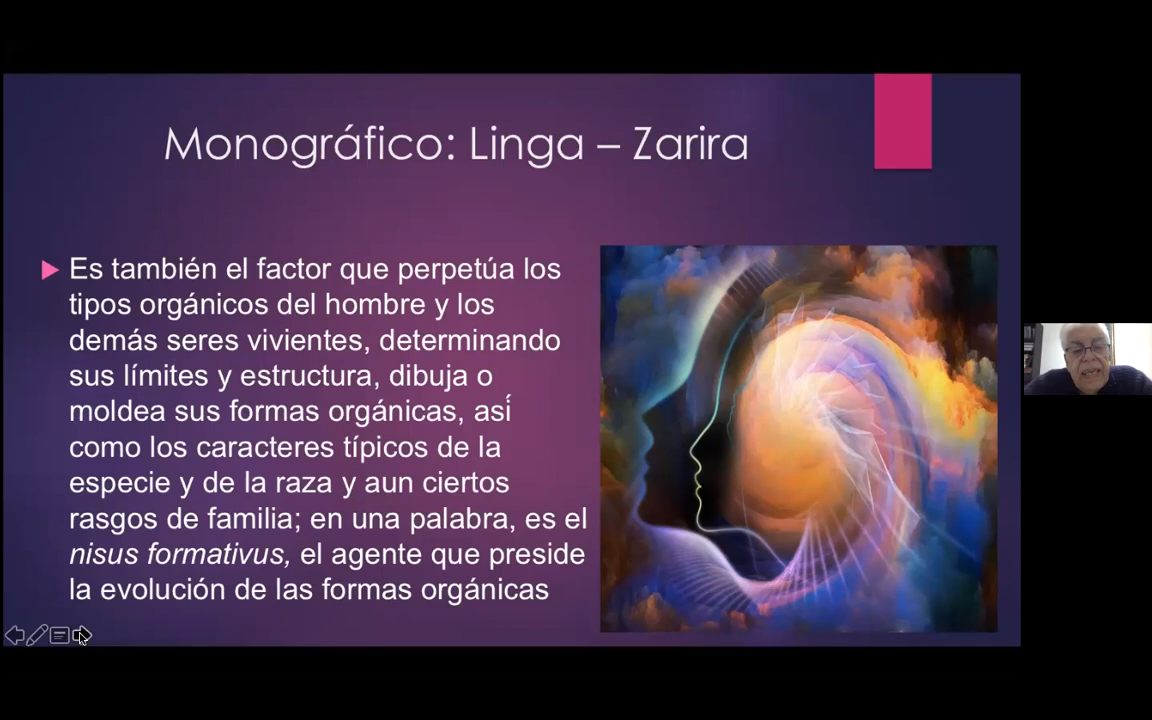 Monográfico: Linga – Zarira
Es también el factor que perpetúa los
tipos orgánicos del hombre y los
demás seres vivientes, determinando
sus límites y estructura, dibuja o
moldea sus formas orgánicas, así
como los caracteres típicos de la
especie y de la raza y aun ciertos
rasgos de familia; en una palabra, es el
nisus formativus, el agente que preside
la evolución de las formas orgánicas